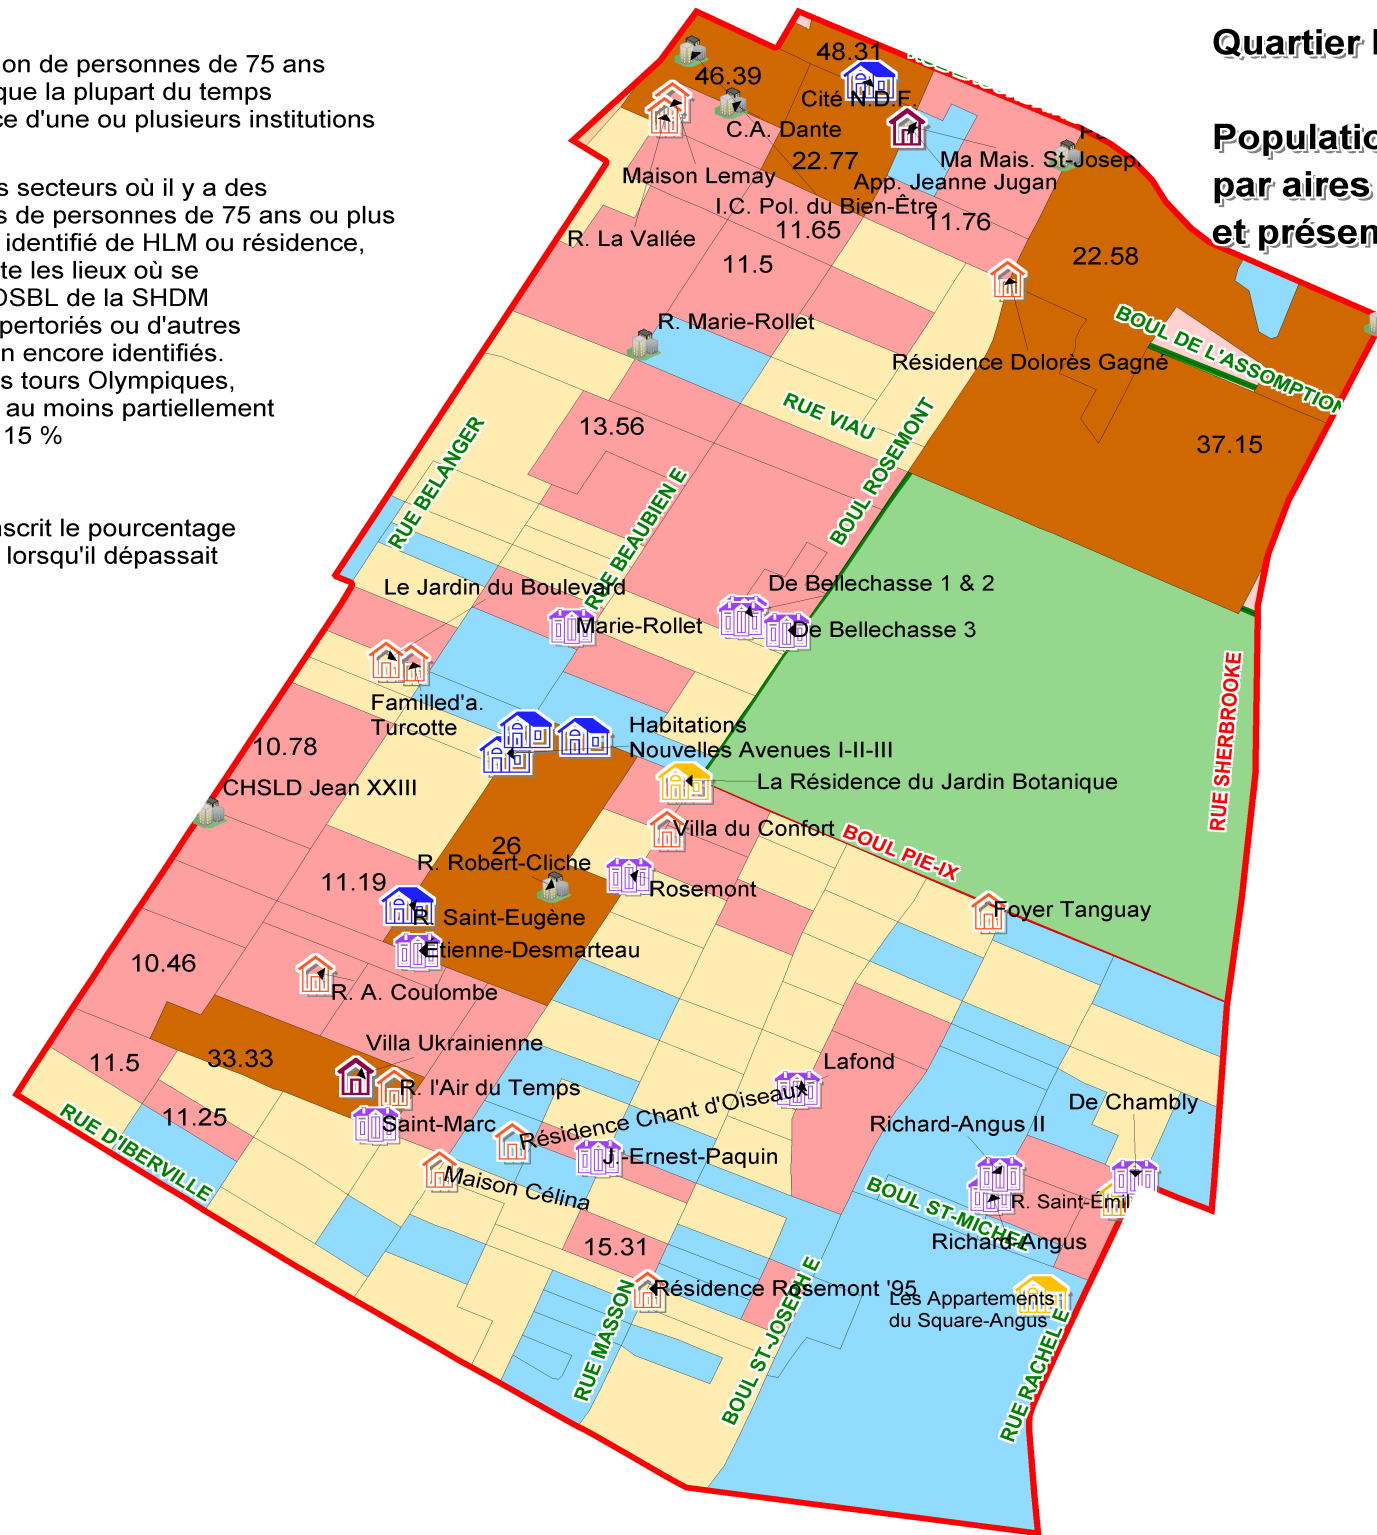 on de personnes de 75 ans
que la plupart du temps
ce d'une ou plusieurs institutions
s secteurs où il y a des
s de personnes de 75 ans ou plus
identifié de HLM ou résidence,
te les lieux où se
OSBL de la SHDM
pertoriés ou d'autres
n encore identifiés.
s tours Olympiques,
au moins partiellement
15 %
nscrit le pourcentage
lorsqu'il dépassait
Quartier
Populatio
par aires
et présen
48.31
46.39
Cité N.D.F.
C.A. Dante
22.77
Ma Mais. St-Joseph
Maison Lemay
App. Jeanne Jugan
I.C. Pol. du Bien-Être
11.65
11.76
R. La Vallée
11.5
22.58
R. Marie-Rollet
BOUL DE L'ASSOMPTION
Résidence Dolorès Gagné
RUE VIAU
13.56
37.15
RUE BELANGER
BOUL ROSEMONT
RUE BEAUBIEN E
Le Jardin du Boulevard
De Bellechasse 1 & 2
Marie-Rollet
De Bellechasse 3
RUE SHERBROOKE
Familled'a.
Turcotte
Habitations
Nouvelles Avenues I-II-III
10.78
CHSLD Jean XXIII
La Résidence du Jardin Botanique
Villa du Confort
BOUL PIE-IX
26
R. Robert-Cliche
11.19
Rosemont
R. Saint-Eugène
Foyer Tanguay
Étienne-Desmarteau
10.46
R. A. Coulombe
Villa Ukrainienne
11.5
33.33
Lafond
R. l'Air du Temps
De Chambly
11.25
Saint-Marc
Résidence Chant d'Oiseaux
Richard-Angus II
RUE D'IBERVILLE
J.-Ernest-Paquin
Maison Célina
BOUL ST-MICHEL
R. Saint-Émil
Richard-Angus
15.31
Résidence Rosemont '95
Les Appartements
du Square-Angus
RUE MASSON
BOUL ST-JOSEPH E
RUE RACHEL E